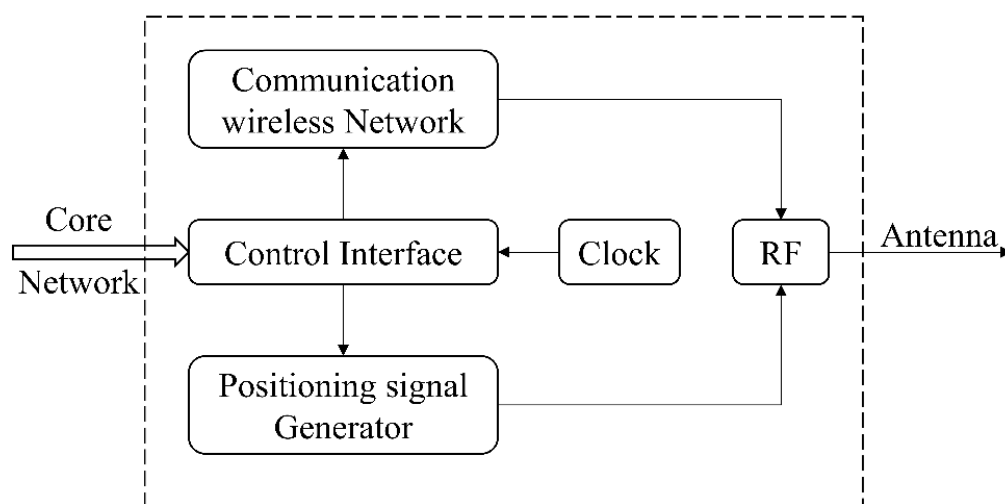 Communication
wireless Network
Core
Network
Control Interface
Clock
RF
Antenna
Positioning signal
Generator